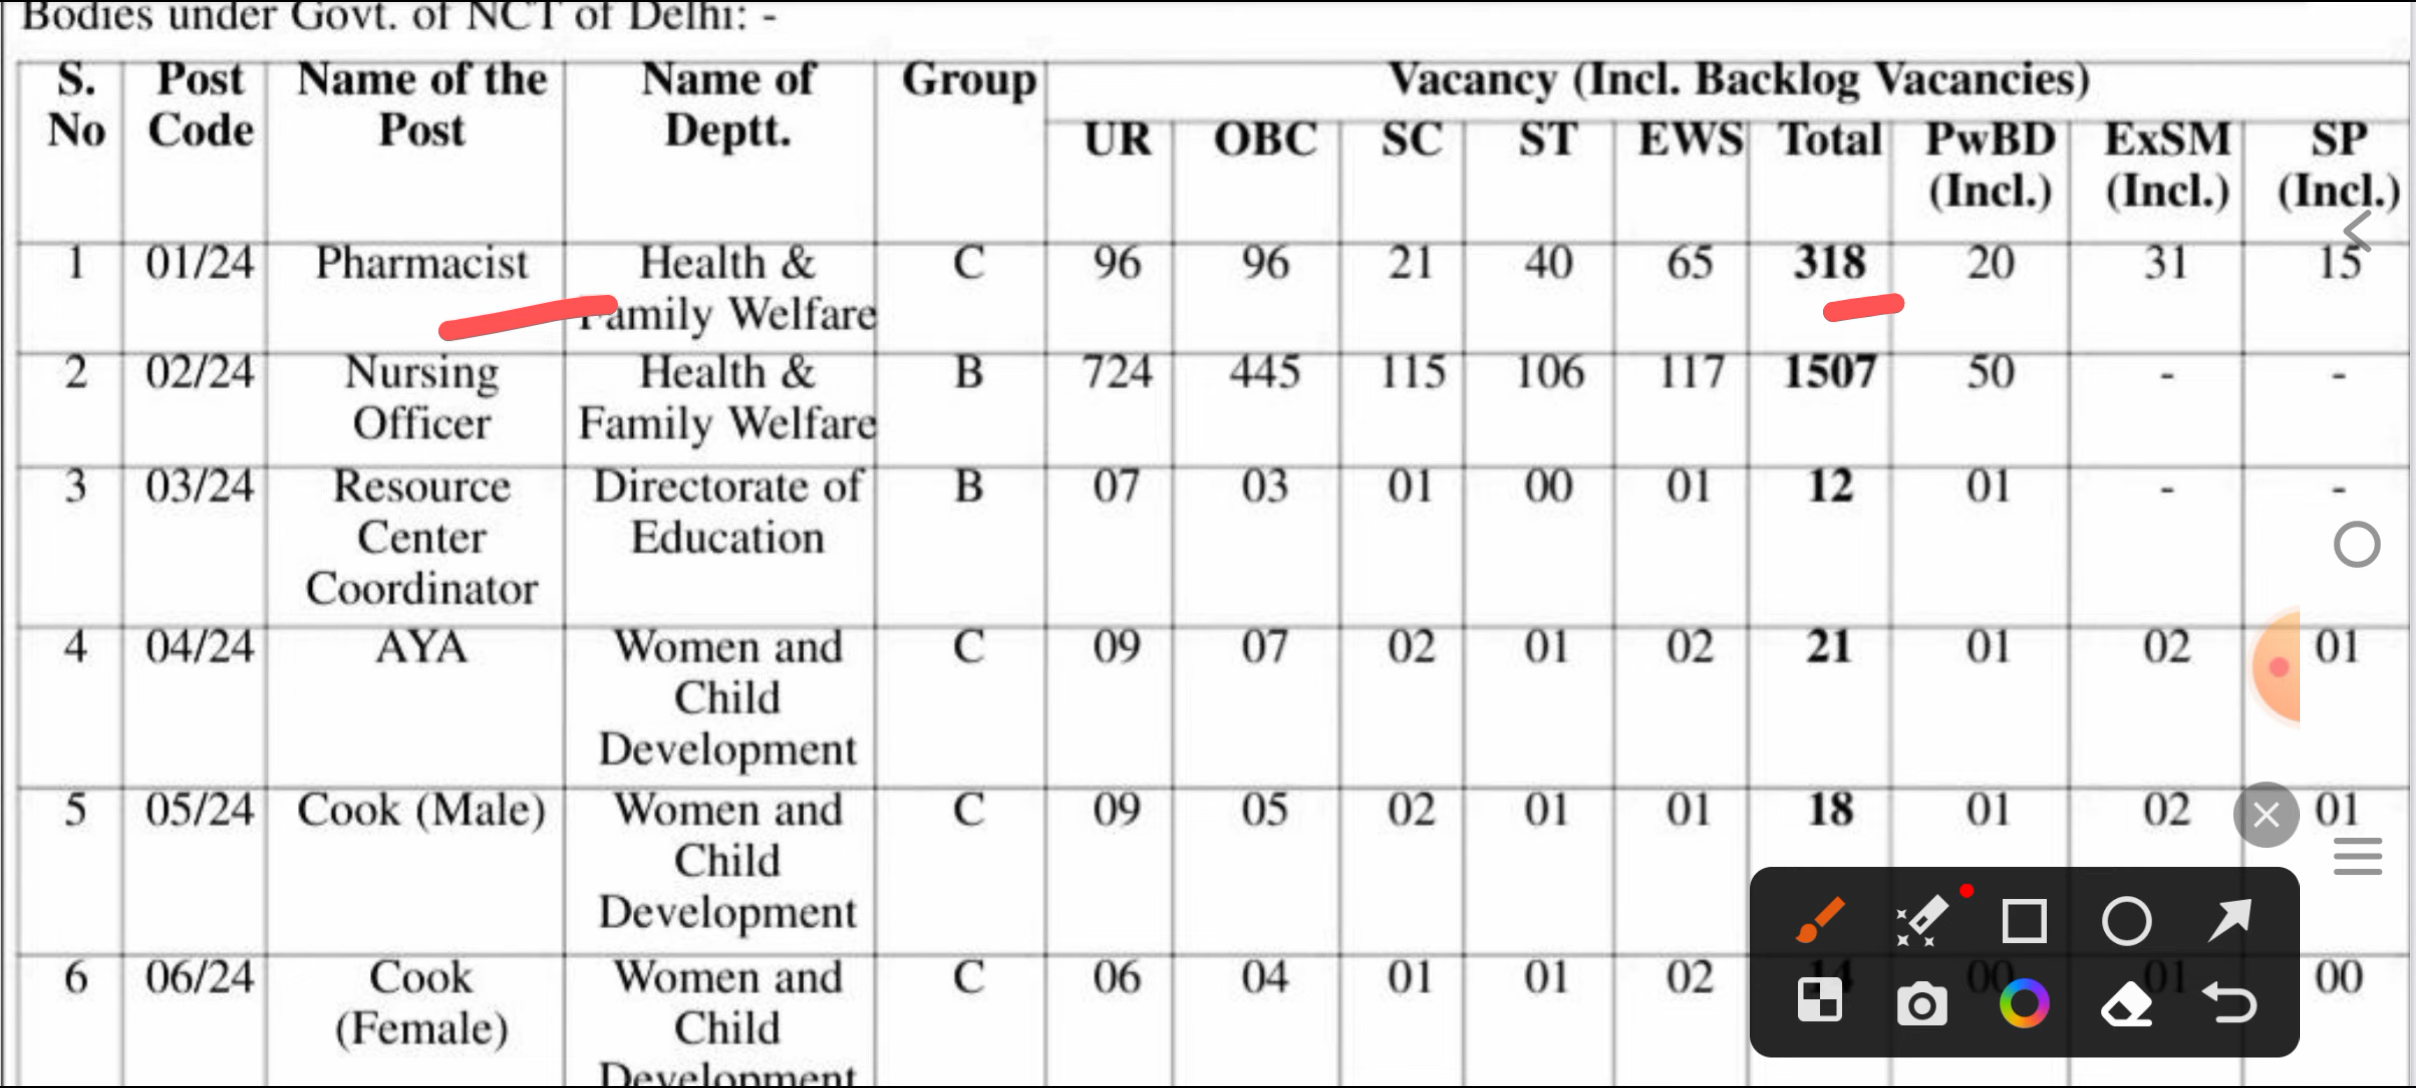 Bodies under Govt. of NCT of Delhi: -
S. No Post Code Name of the Post Name of Deptt. Group Vacancy (Incl. Backlog Vacancies)
UR OBC SC ST EWS Total PwBD (Incl.) ExSM (Incl.) SP (Incl.)
1 01/24 Pharmacist Health & Family Welfare C 96 96 21 40 65 318 20 31 15
2 02/24 Nursing Officer Health & Family Welfare B 724 445 115 106 117 1507 50 - -
3 03/24 Resource Center Coordinator Directorate of Education B 07 03 01 00 01 12 01 - -
4 04/24 AYA Women and Child Development C 09 07 02 01 02 21 01 02 01
5 05/24 Cook (Male) Women and Child Development C 09 05 02 01 01 18 01 02 01
6 06/24 Cook (Female) Women and Child Development C 06 04 01 01 02 14 00 01 00